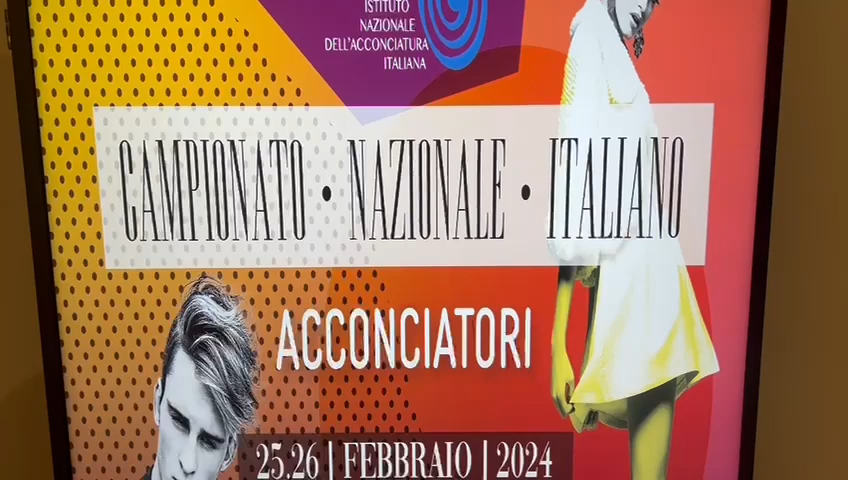 ISTITUTO
NAZIONALE
DELL'ACCONCIATURA
ITALIANA
CAMPIONATO • NAZIONALE • ITALIANO
ACCONCIATORI
25.26 | FEBBRAIO | 2024